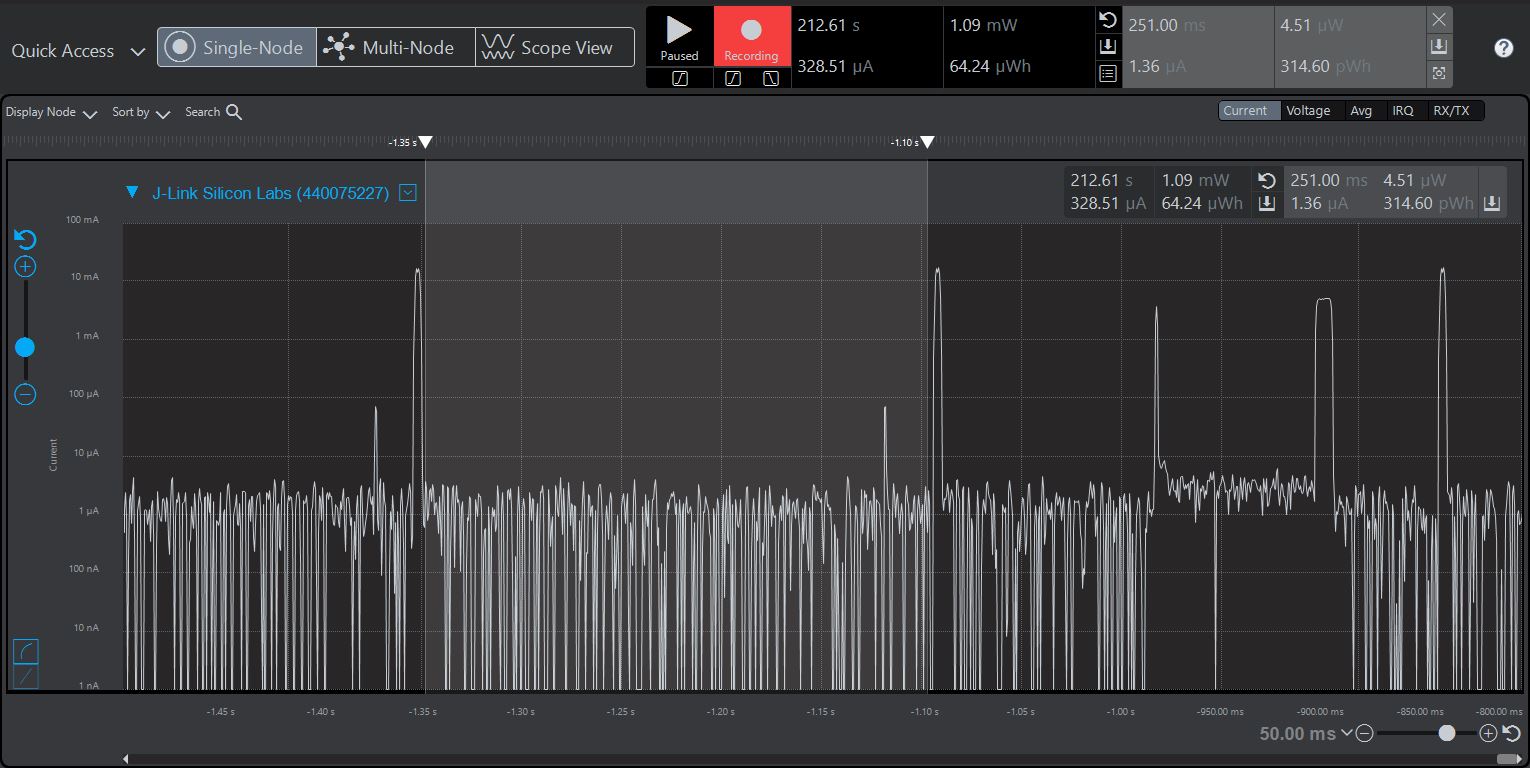 Quick Access
Single-Node
Multi-Node
Scope View
Paused
Recording
212.61 s
1.09 mW
328.51 µA
64.24 µWh
251.00 ms
4.51 µW
1.36 µA
314.60 pWh
?
Display Node
Sort by
Search
Current
Voltage
Avg
IRQ
RX/TX
-1.35 s
-1.10 s
J-Link Silicon Labs (440075227)
212.61 s
1.09 mW
328.51 µA
64.24 µWh
251.00 ms
4.51 µW
1.36 µA
314.60 pWh
100 mA
10 mA
1 mA
100 µA
10 µA
1 µA
100 nA
10 nA
1 nA
Current
-1.45 s
-1.40 s
-1.35 s
-1.30 s
-1.25 s
-1.20 s
-1.15 s
-1.10 s
-1.05 s
-1.00 s
-950.00 ms
-900.00 ms
-850.00 ms
-800.00 ms
50.00 ms